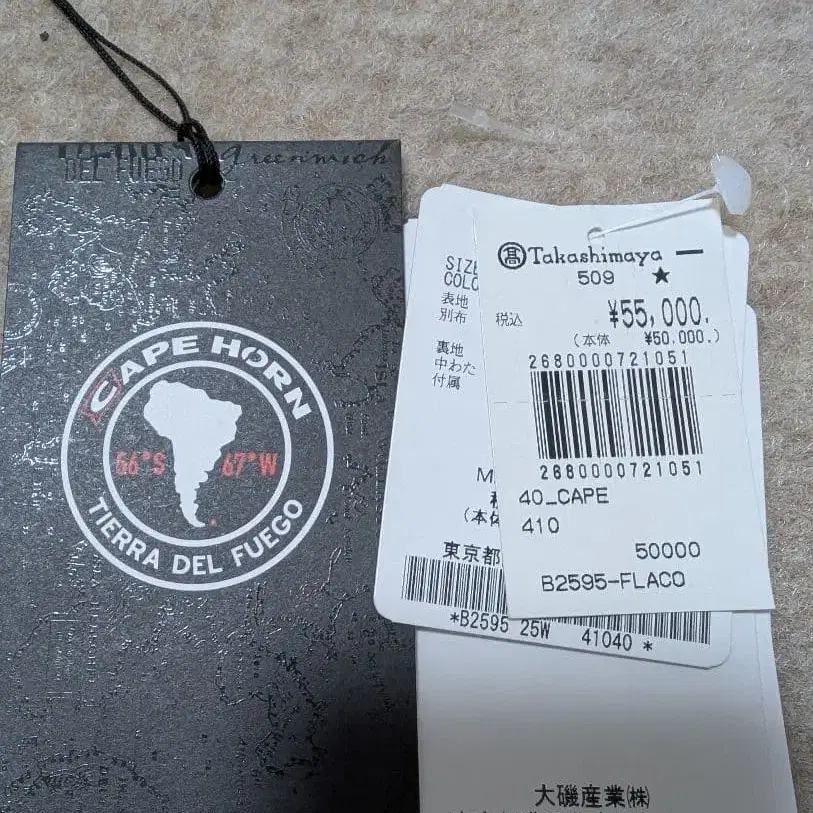 DEL FUEGO
Greenwich
CAPE HORN
56°S 67°W
TIERRA DEL FUEGO
SIZE
COLO
表地
別布
裏地
中わた
付属
M
(本体
東京都
*B2595 25W 41040 *
髙 Takashimaya
509 ★
税込 ¥55,000.
(本体 ¥50,000.)
2680000721051
2680000721051
40_CAPE
410
50000
B2595-FLACO
大磯産業㈱